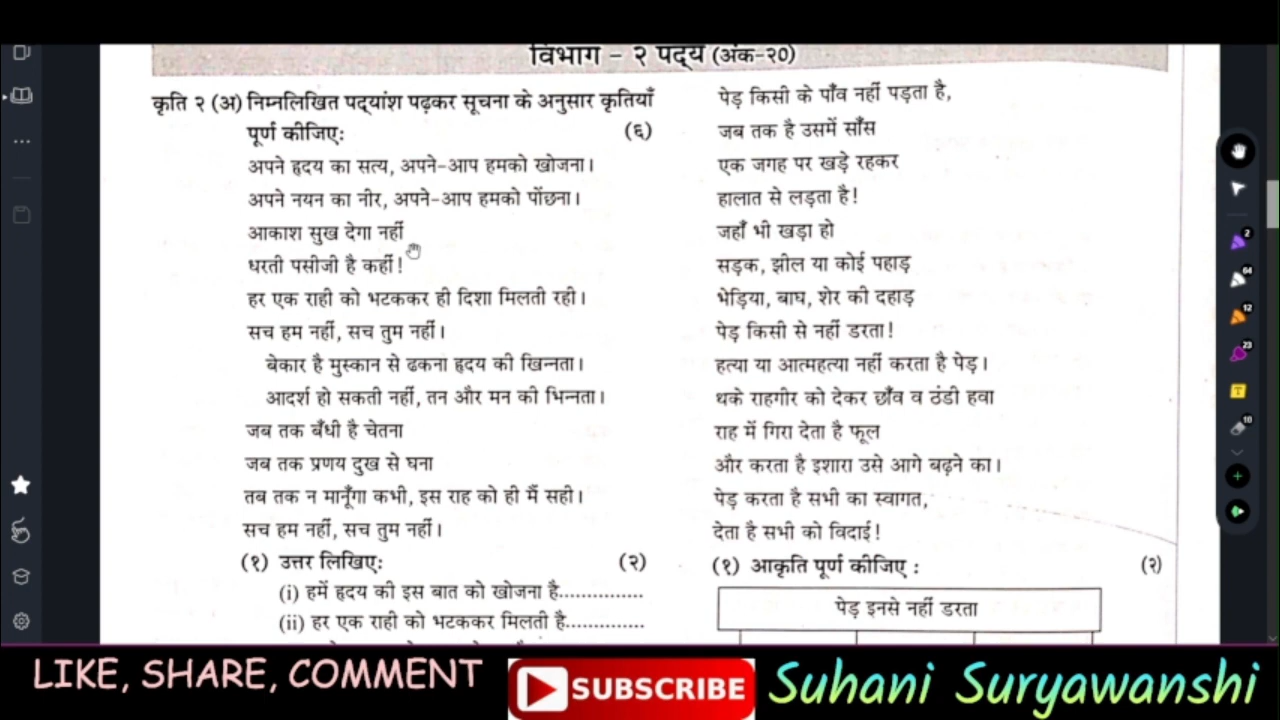 विभाग - २ पद्य (अंक-२०)
कृति २ (अ) निम्नलिखित पद्यांश पढ़कर सूचना के अनुसार कृतियाँ
पूर्ण कीजिए: (६)
अपने हृदय का सत्य, अपने-आप हमको खोजना।
अपने नयन का नीर, अपने-आप हमको पोंछना।
आकाश सुख देगा नहीं
धरती पसीजी है कहीं!
हर एक राही को भटककर ही दिशा मिलती रही।
सच हम नहीं, सच तुम नहीं।
बेकार है मुस्कान से ढकना हृदय की खिन्नता।
आदर्श हो सकती नहीं, तन और मन की भिन्नता।
जब तक बँधी है चेतना
जब तक प्रणय दुख से घना
तब तक न मानूँगा कभी, इस राह को ही मैं सही।
सच हम नहीं, सच तुम नहीं।
(१) उत्तर लिखिए: (२)
(i) हमें हृदय की इस बात को खोजना है...............
(ii) हर एक राही को भटककर मिलती है..............
पेड़ किसी के पाँव नहीं पड़ता है,
जब तक है उसमें साँस
एक जगह पर खड़े रहकर
हालात से लड़ता है!
जहाँ भी खड़ा हो
सड़क, झील या कोई पहाड़
भेड़िया, बाघ, शेर की दहाड़
पेड़ किसी से नहीं डरता!
हत्या या आत्महत्या नहीं करता है पेड़।
थके राहगीर को देकर छाँव व ठंडी हवा
राह में गिरा देता है फूल
और करता है इशारा उसे आगे बढ़ने का।
पेड़ करता है सभी का स्वागत,
देता है सभी को विदाई!
(१) आकृति पूर्ण कीजिए : (२)
पेड़ इनसे नहीं डरता
2
64
12
23
T
10
LIKE, SHARE, COMMENT
SUBSCRIBE
Suhani Suryawanshi